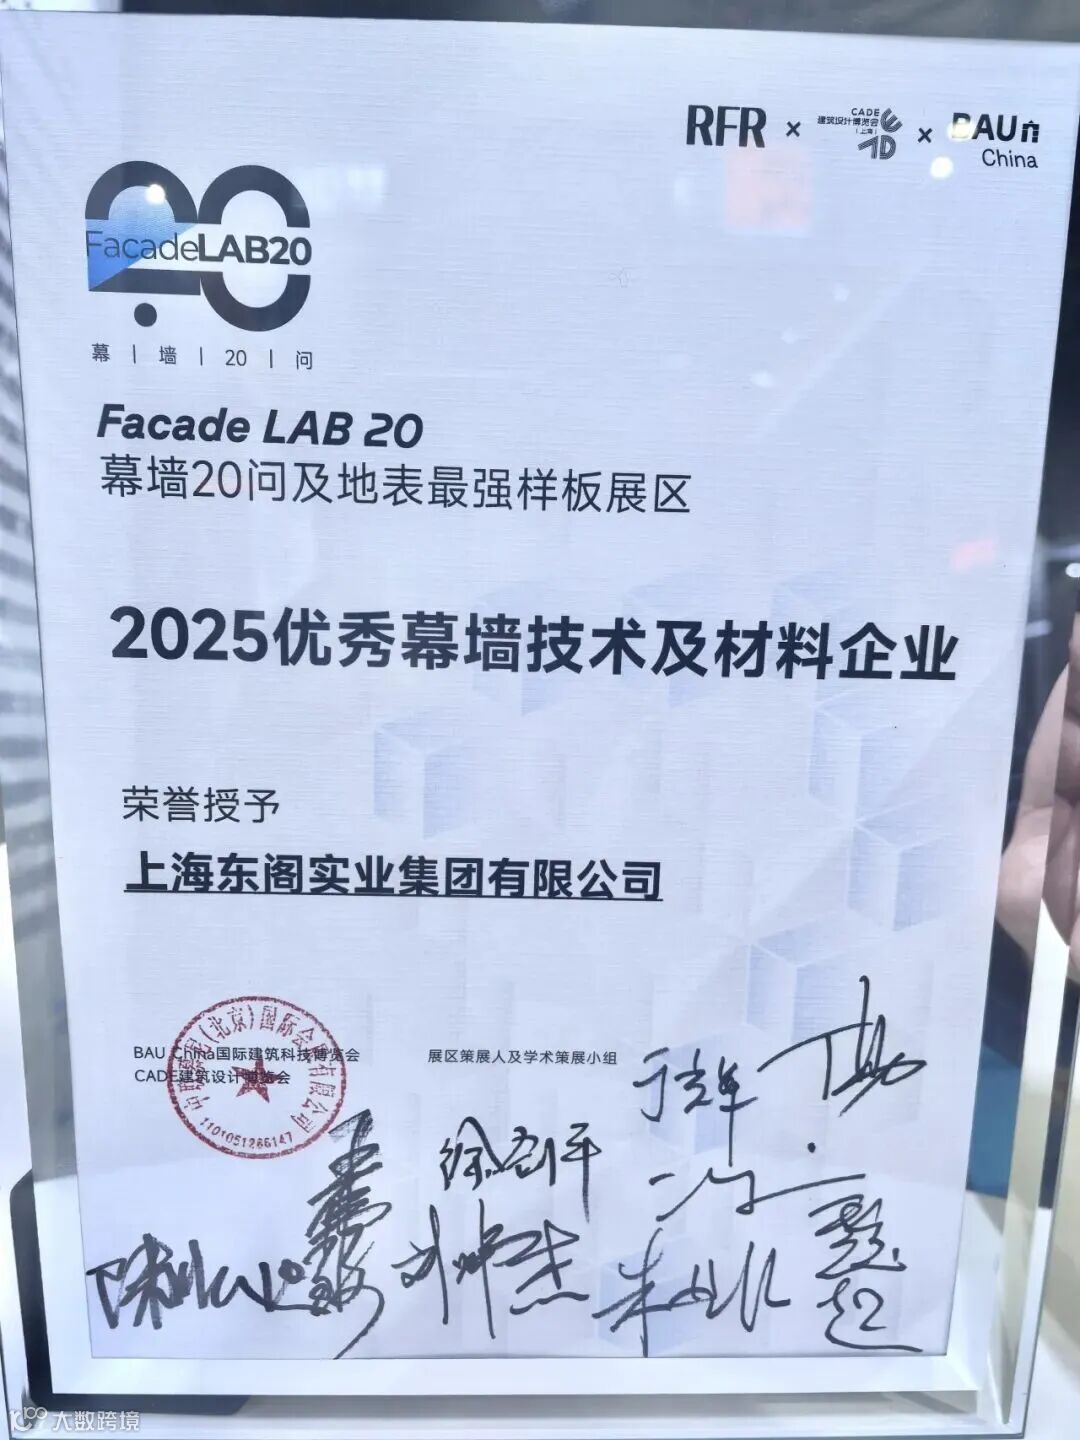 RFR × CADE 建筑设计博览会 (上海) × BAU China
FacadeLAB20
幕 | 墙 | 20 | 问
Facade LAB 20
幕墙20问及地表最强样板展区
2025优秀幕墙技术及材料企业
荣誉授予
上海东阁实业集团有限公司
BAU China国际建筑科技博览会
CADE建筑设计博览会
展区策展人及学术策展小组
1101051266147
大数跨境